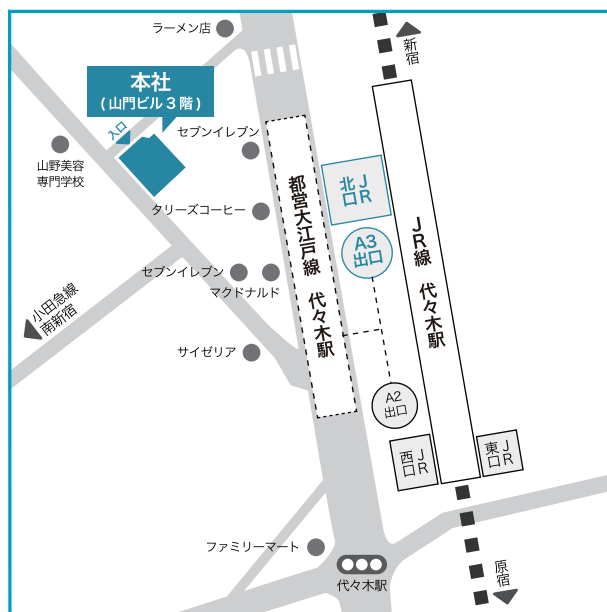 ラーメン店
新宿
本社
(山門ビル3階)
入口
セブンイレブン
山野美容
専門学校
都営大江戸線 代々木駅
JR
北口
タリーズコーヒー
A3
出口
JR線 代々木駅
セブンイレブン
マクドナルド
小田急線
南新宿
サイゼリア
A2
出口
JR
西口
JR
東口
ファミリーマート
代々木駅
原宿